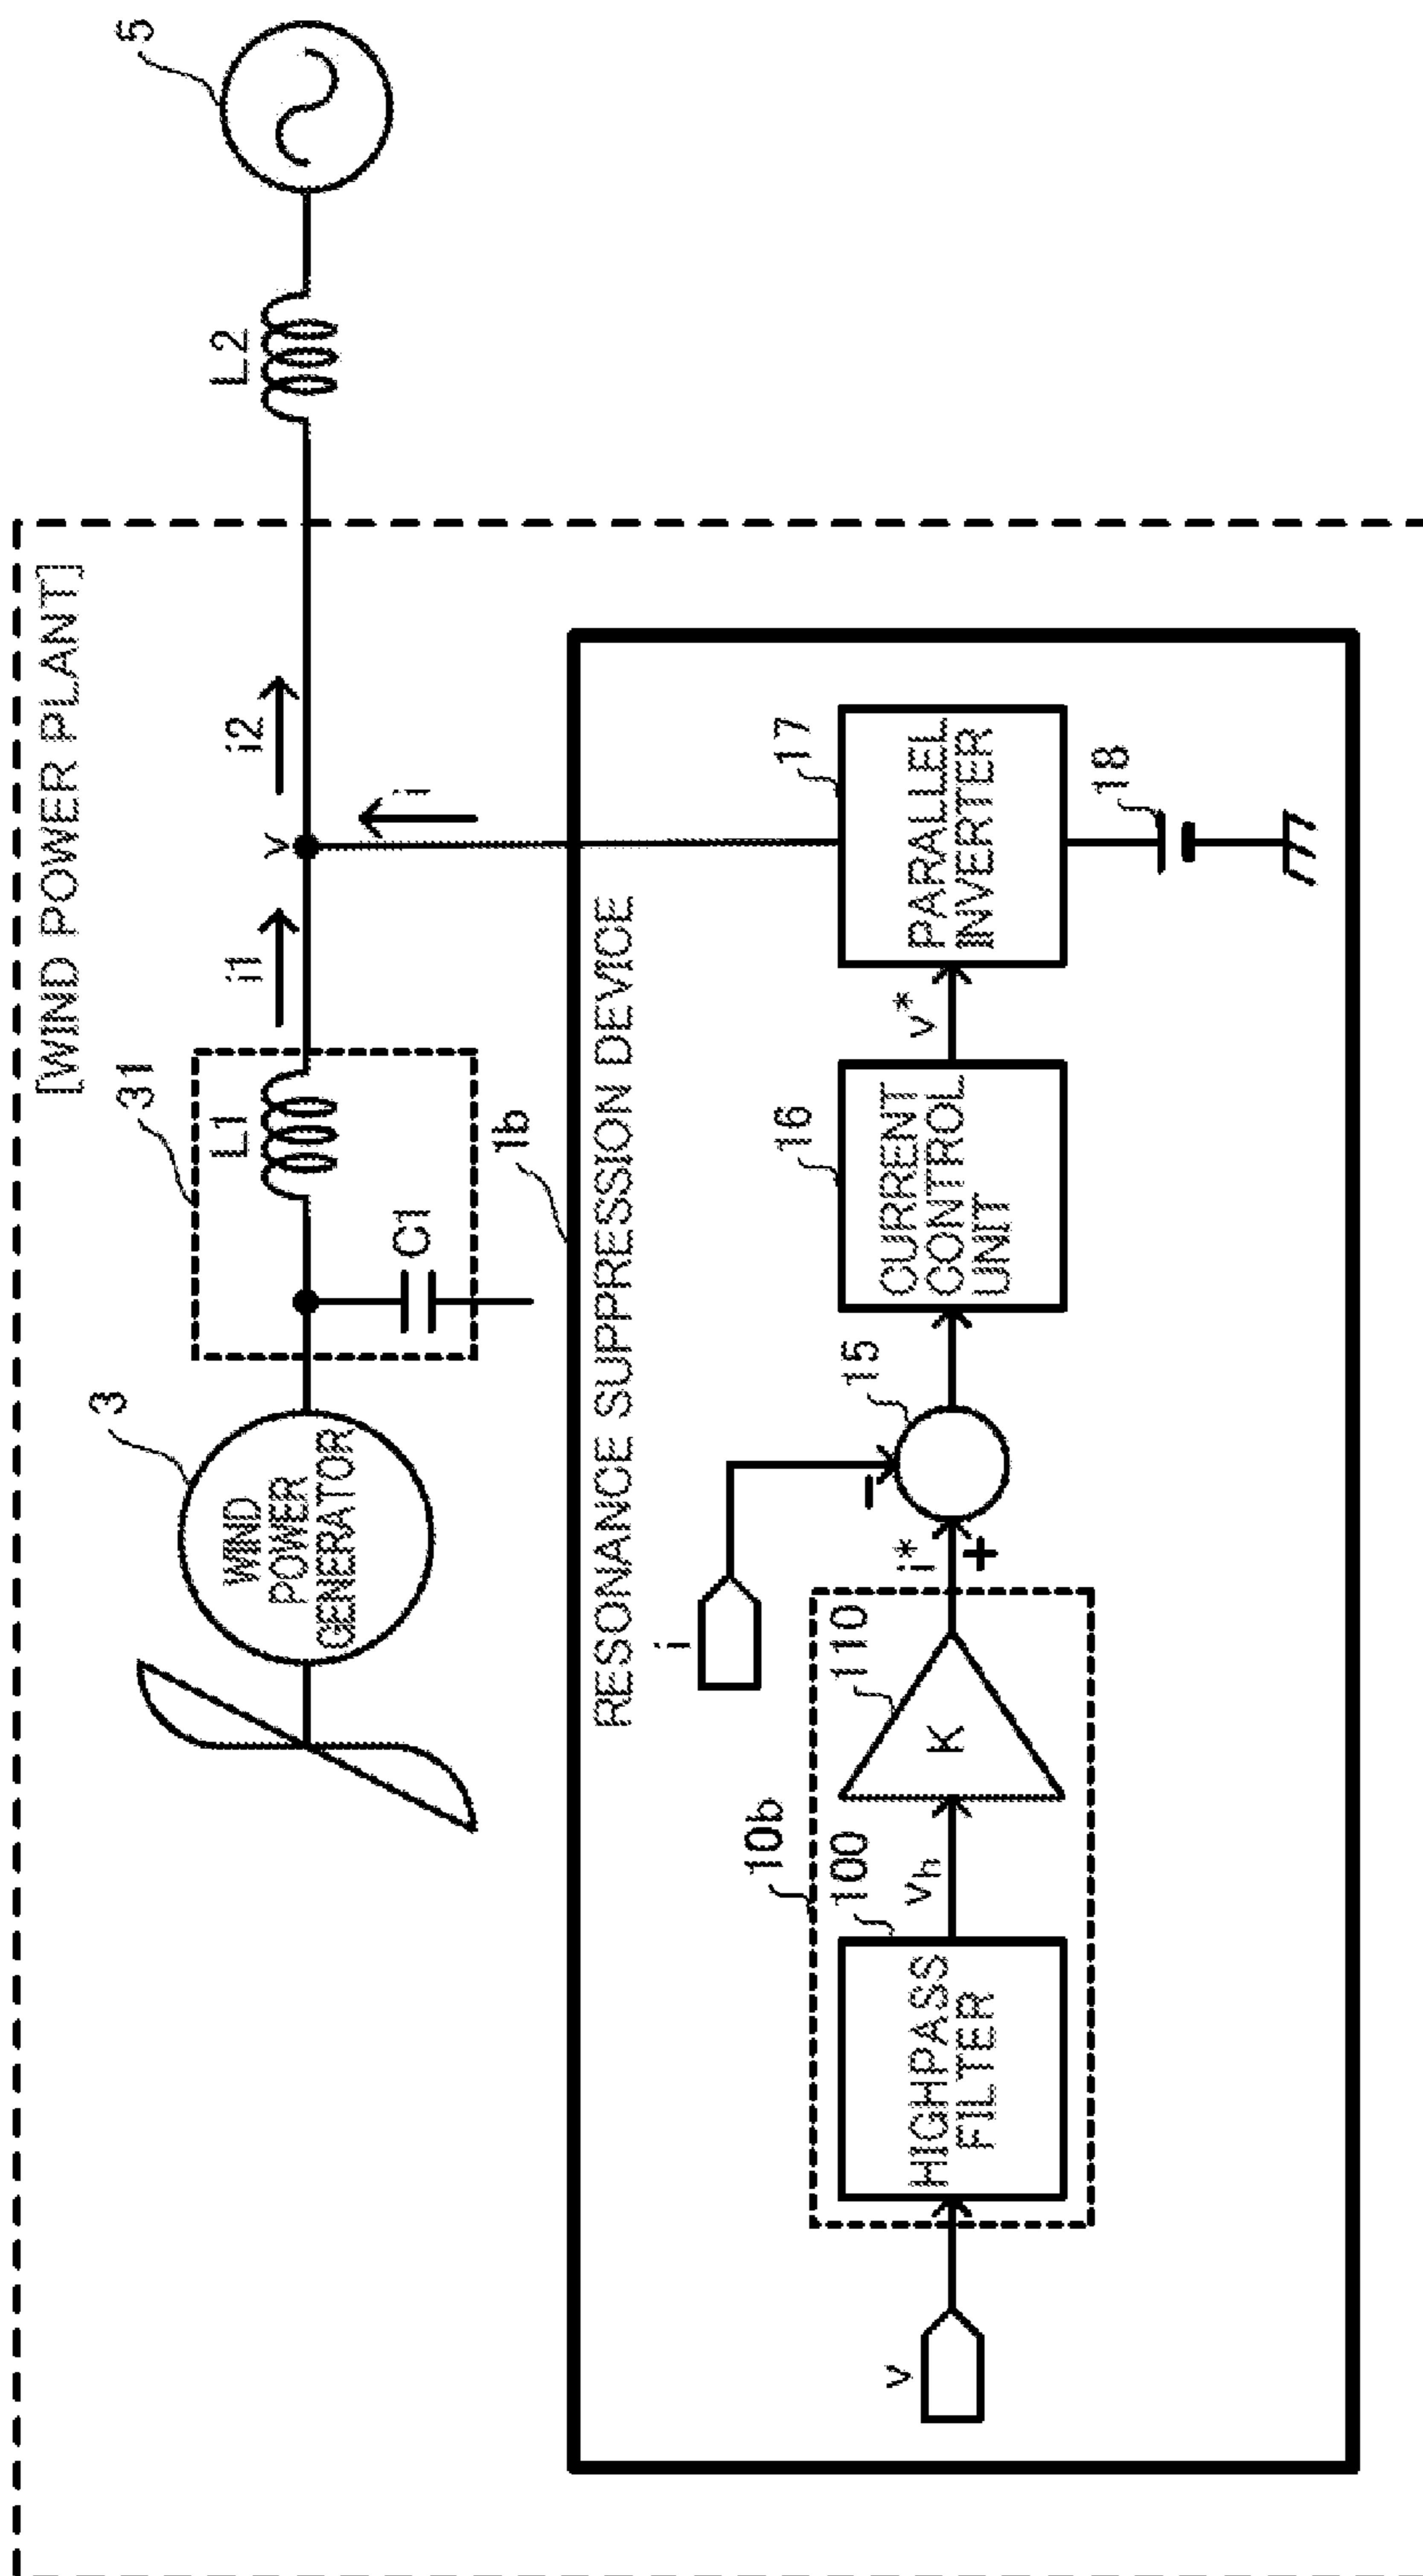 [WIND POWER PLANT]
3
WIND
POWER
GENERATOR
31
L1
C1
i1
v
i2
i
L2
5
1b
RESONANCE SUPPRESSION DEVICE
v
10b
100
HIGHPASS
FILTER
vh
110
K
i
i*
+
−
15
16
CURRENT
CONTROL
UNIT
v*
17
PARALLEL
INVERTER
18